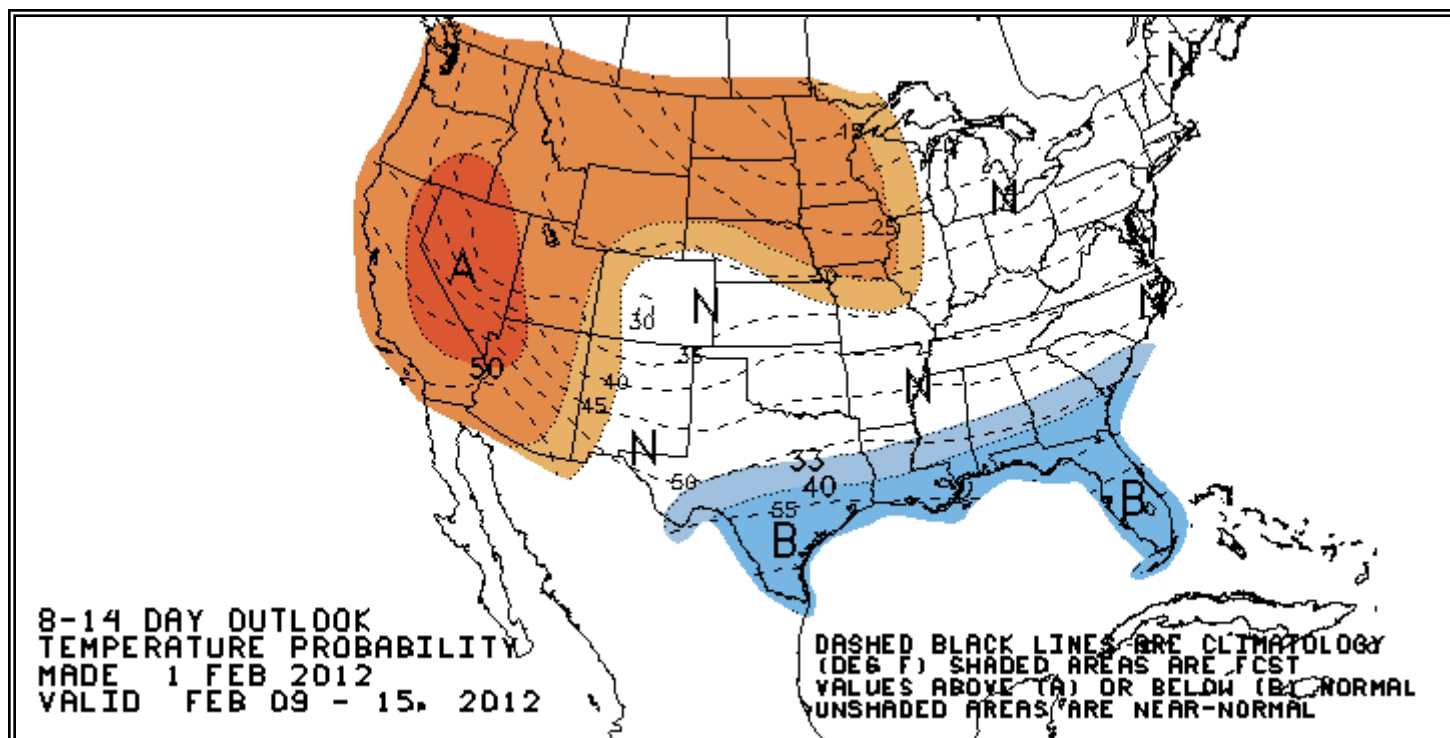 N
45
N
25
A
30
N
N
35
50
40
N
45
N
33
50
40
55
B
B
8-14 DAY OUTLOOK
TEMPERATURE PROBABILITY
MADE 1 FEB 2012
VALID FEB 09 - 15, 2012
DASHED BLACK LINES ARE CLIMATOLOGY
(DEG F) SHADED AREAS ARE FCST
VALUES ABOVE (A) OR BELOW (B) NORMAL
UNSHADED AREAS ARE NEAR-NORMAL